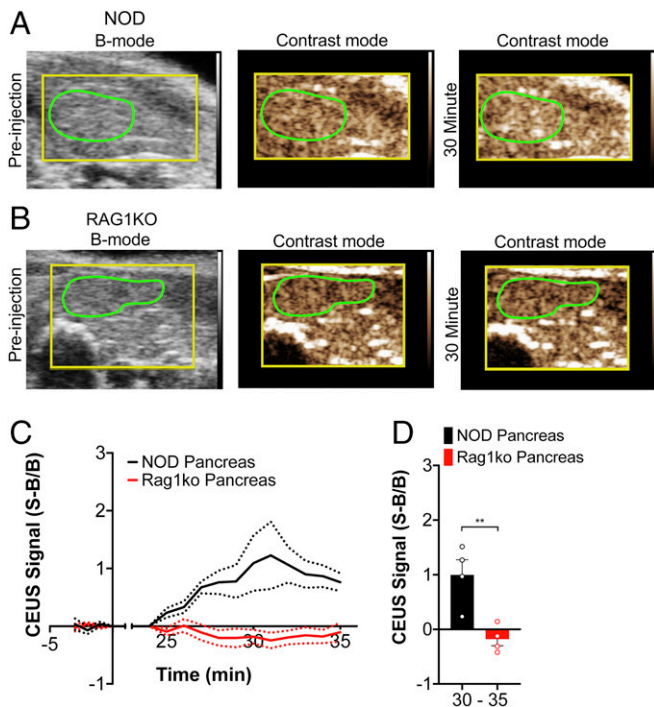 A
NOD
B-mode
Contrast mode
Contrast mode
Pre-injection
30 Minute
B
RAG1KO
B-mode
Contrast mode
Contrast mode
Pre-injection
30 Minute
C
NOD Pancreas
Rag1ko Pancreas
CEUS Signal (S-B/B)
3
2
1
-1
-5
25
30
35
Time (min)
D
NOD Pancreas
Rag1ko Pancreas
CEUS Signal (S-B/B)
3
2
1
0
-1
**
30 - 35